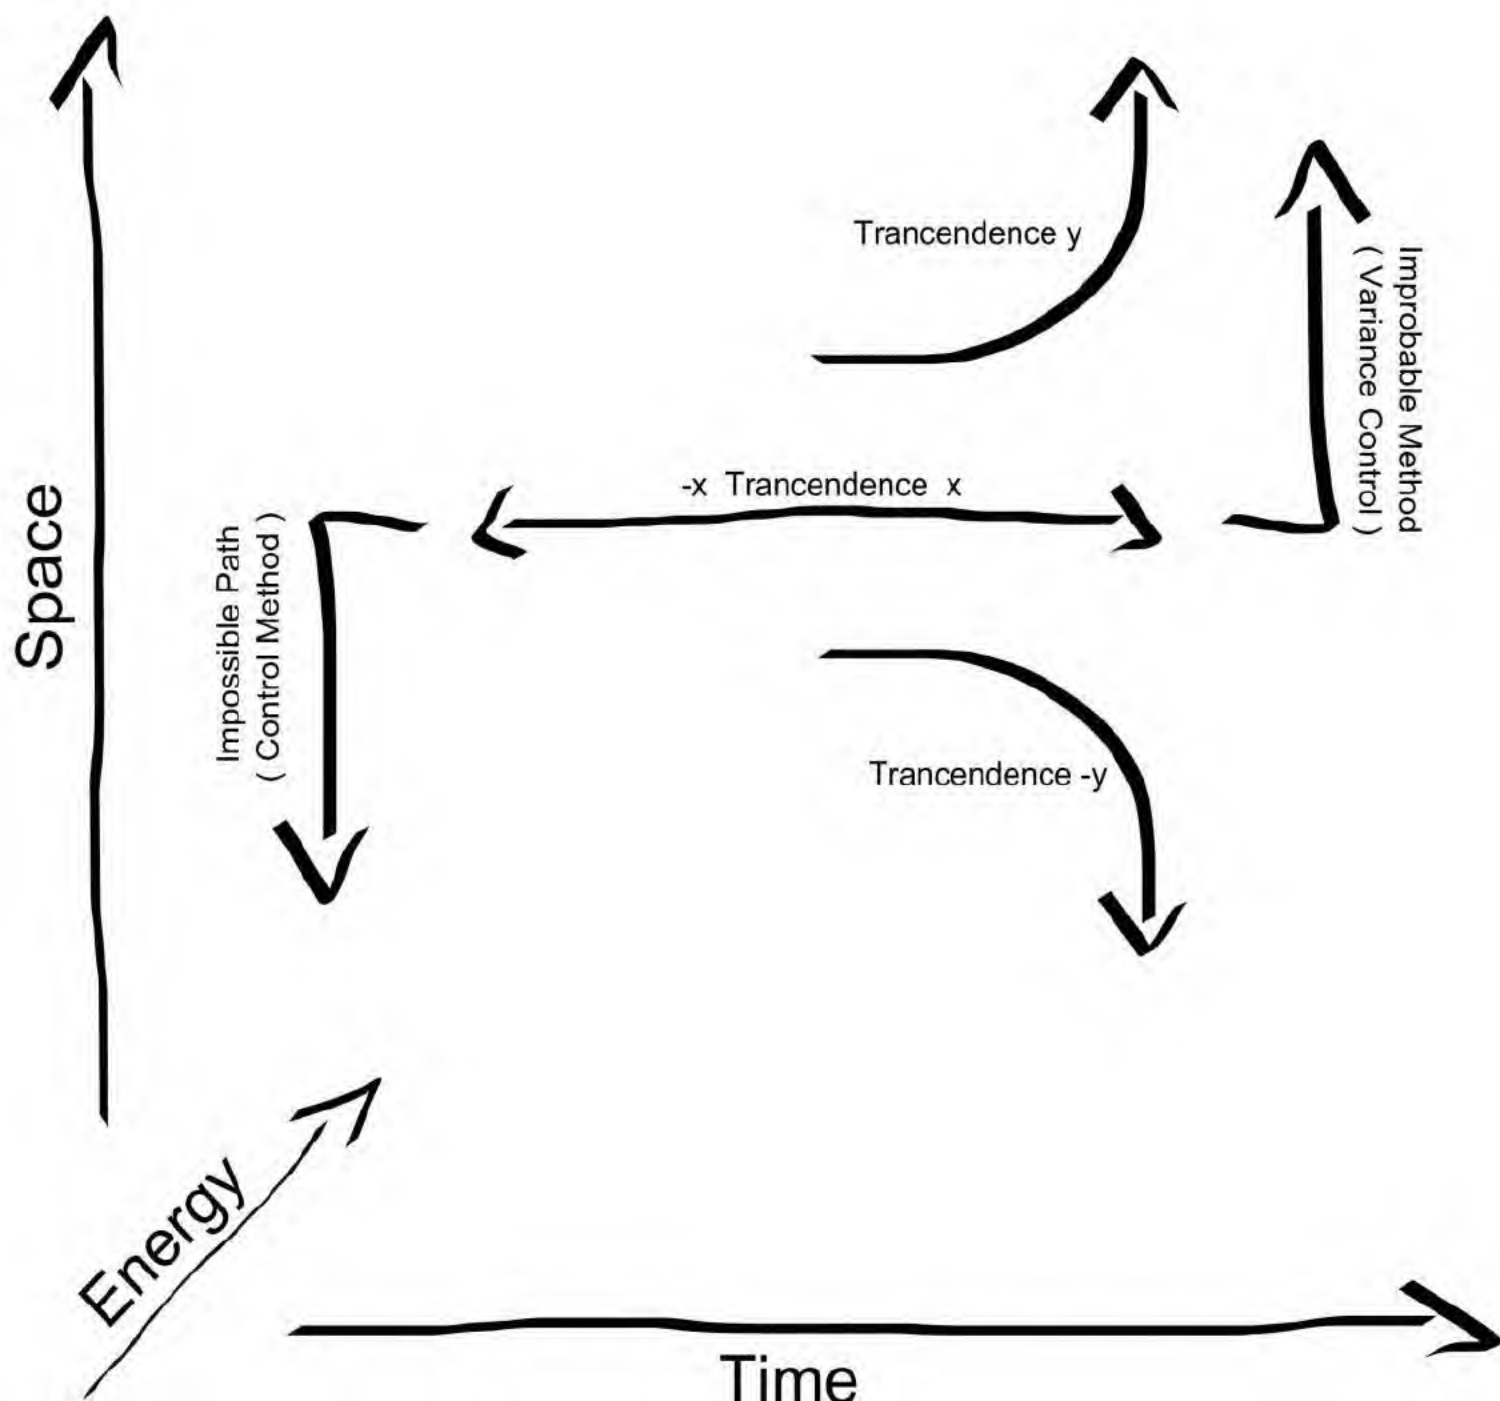 Trancendence y
Improbable Method
( Variance Control )
-x Trancendence x
Space
Impossible Path
( Control Method )
Trancendence -y
Energy
Time